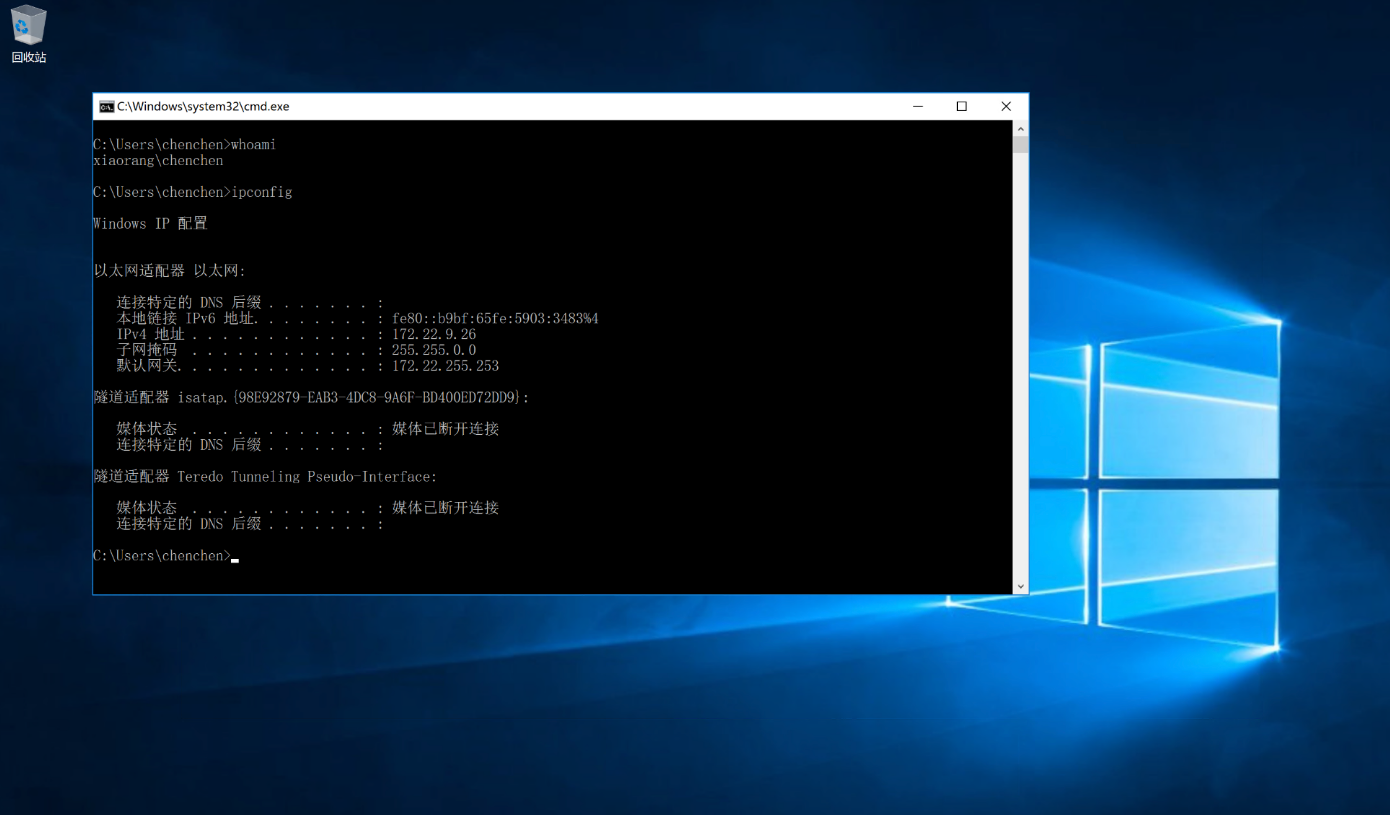 回收站
C:\Windows\system32\cmd.exe
C:\Users\chenchen>whoami
xiaorang\chenchen
C:\Users\chenchen>ipconfig
Windows IP 配置
以太网适配器 以太网:
连接特定的 DNS 后缀 . . . . . . . :
本地链接 IPv6 地址. . . . . . . . : fe80::b9bf:65fe:5903:3483%4
IPv4 地址 . . . . . . . . . . . . : 172.22.9.26
子网掩码 . . . . . . . . . . . . : 255.255.0.0
默认网关. . . . . . . . . . . . . : 172.22.255.253
隧道适配器 isatap.{98E92879-EAB3-4DC8-9A6F-BD400ED72DD9}:
媒体状态 . . . . . . . . . . . . : 媒体已断开连接
连接特定的 DNS 后缀 . . . . . . . :
隧道适配器 Teredo Tunneling Pseudo-Interface:
媒体状态 . . . . . . . . . . . . : 媒体已断开连接
连接特定的 DNS 后缀 . . . . . . . :
C:\Users\chenchen>